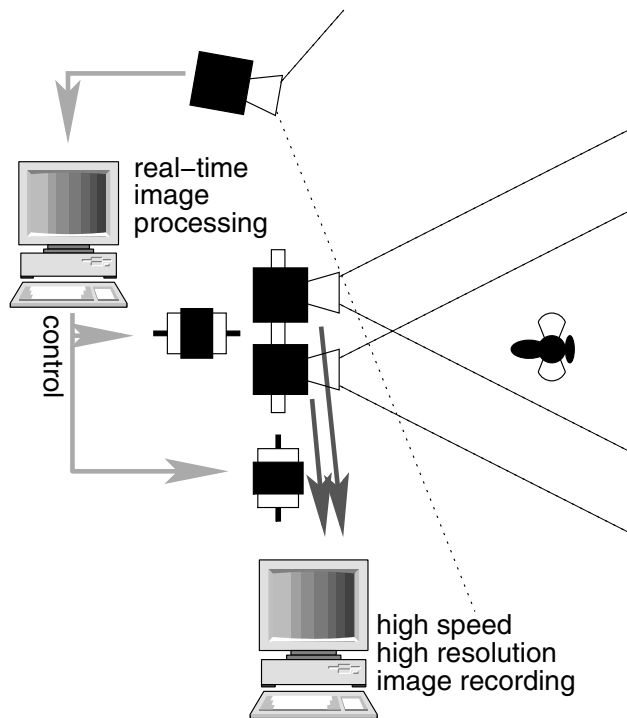 real−time
image
processing
control
high speed
high resolution
image recording